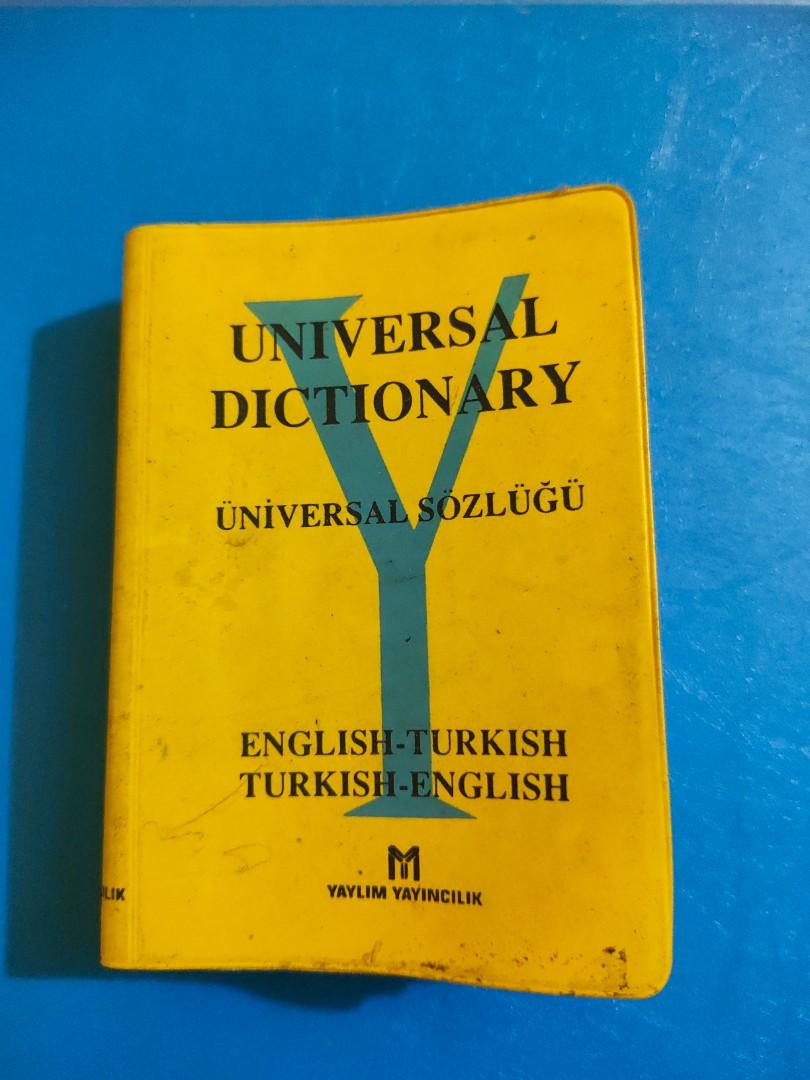 UNIVERSAL
DICTIONARY
ÜNİVERSAL SÖZLÜĞÜ
ENGLISH-TURKISH
TURKISH-ENGLISH
YAYLIM YAYINCILIK